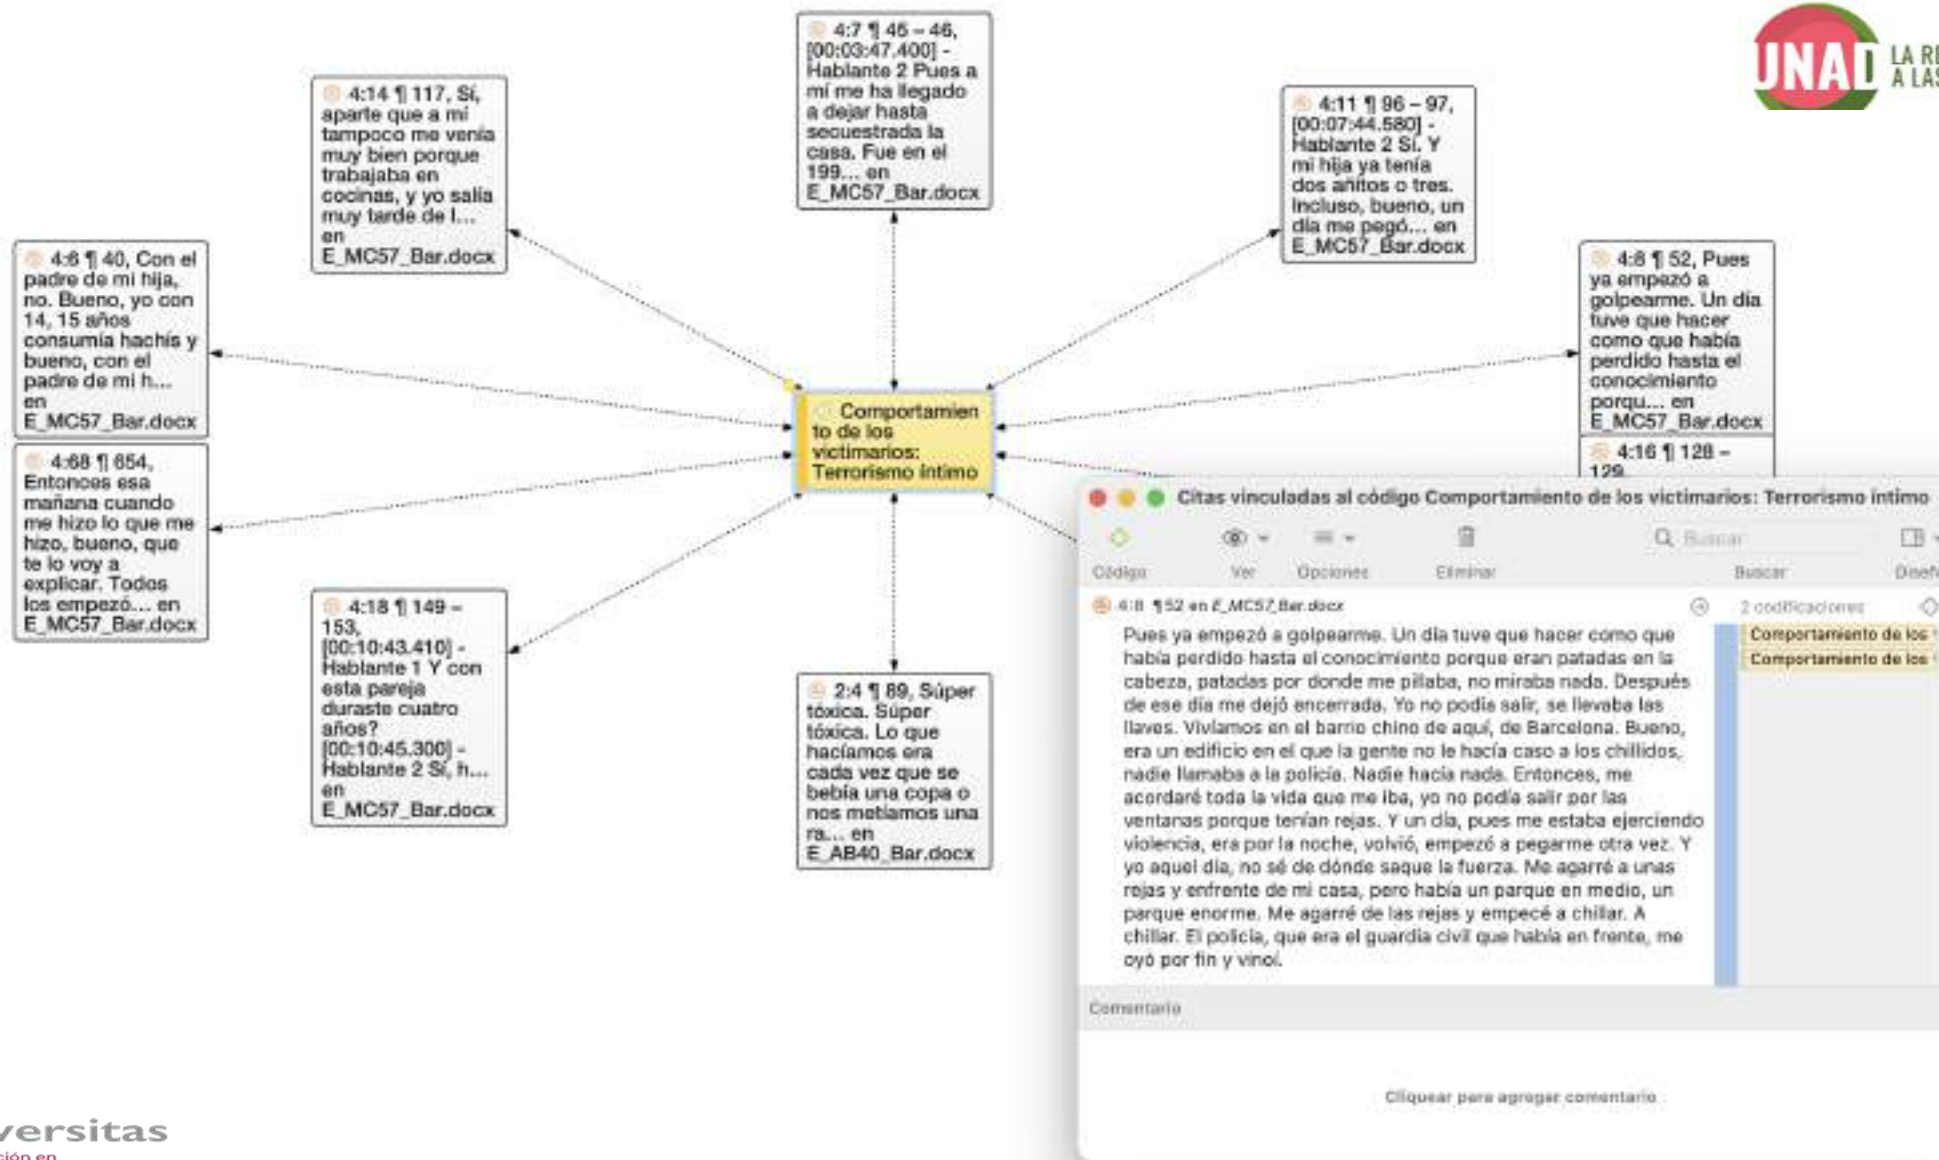 4:7 ¶ 45 – 46,
[00:03:47.400] -
Hablante 2 Pues a
mí me ha llegado
a dejar hasta
secuestrada la
casa. Fue en el
199... en
E_MC57_Bar.docx
UNAD
LA RE
A LAS
4:14 ¶ 117, Sí,
aparte que a mí
tampoco me venía
muy bien porque
trabajaba en
cocinas, y yo salía
muy tarde de l...
en
E_MC57_Bar.docx
4:11 ¶ 96 – 97,
[00:07:44.580] -
Hablante 2 Sí. Y
mi hija ya tenía
dos añitos o tres.
Incluso, bueno, un
día me pegó... en
E_MC57_Bar.docx
4:6 ¶ 40, Con el
padre de mi hija,
no. Bueno, yo con
14, 15 años
consumía hachís y
bueno, con el
padre de mi h...
en
E_MC57_Bar.docx
4:8 ¶ 52, Pues
ya empezó a
golpearme. Un día
tuve que hacer
como que había
perdido hasta el
conocimiento
porqu... en
E_MC57_Bar.docx
Comportamien
to de los
victimarios:
Terrorismo íntimo
4:16 ¶ 128 –
129
4:68 ¶ 654,
Entonces esa
mañana cuando
me hizo lo que me
hizo, bueno, que
te lo voy a
explicar. Todos
los empezó... en
E_MC57_Bar.docx
4:18 ¶ 149 –
153,
[00:10:43.410] -
Hablante 1 Y con
esta pareja
duraste cuatro
años?
[00:10:45.300] -
Hablante 2 Sí, h...
en
E_MC57_Bar.docx
2:4 ¶ 89, Súper
tóxica. Súper
tóxica. Lo que
hacíamos era
cada vez que se
bebía una copa o
nos metíamos una
ra... en
E_AB40_Bar.docx
Citas vinculadas al código Comportamiento de los victimarios: Terrorismo íntimo
Buscar
Código Ver Opciones Eliminar Buscar Diseñ
4:8 ¶ 52 en E_MC57_Bar.docx
2 codificaciones
Comportamiento de los
Comportamiento de los
Pues ya empezó a golpearme. Un día tuve que hacer como que
había perdido hasta el conocimiento porque eran patadas en la
cabeza, patadas por donde me pillaba, no miraba nada. Después
de ese día me dejó encerrada. Yo no podía salir, se llevaba las
llaves. Vivíamos en el barrio chino de aquí, de Barcelona. Bueno,
era un edificio en el que la gente no le hacía caso a los chillidos,
nadie llamaba a la policía. Nadie hacía nada. Entonces, me
acordaré toda la vida que me iba, yo no podía salir por las
ventanas porque tenían rejas. Y un día, pues me estaba ejerciendo
violencia, era por la noche, volvió, empezó a pegarme otra vez. Y
yo aquel día, no sé de dónde saque la fuerza. Me agarré a unas
rejas y enfrente de mi casa, pero había un parque en medio, un
parque enorme. Me agarré de las rejas y empecé a chillar. A
chillar. El policía, que era el guardia civil que había en frente, me
oyó por fin y vinoí.
Comentario
Cliquear para agregar comentario
versitas
ción en